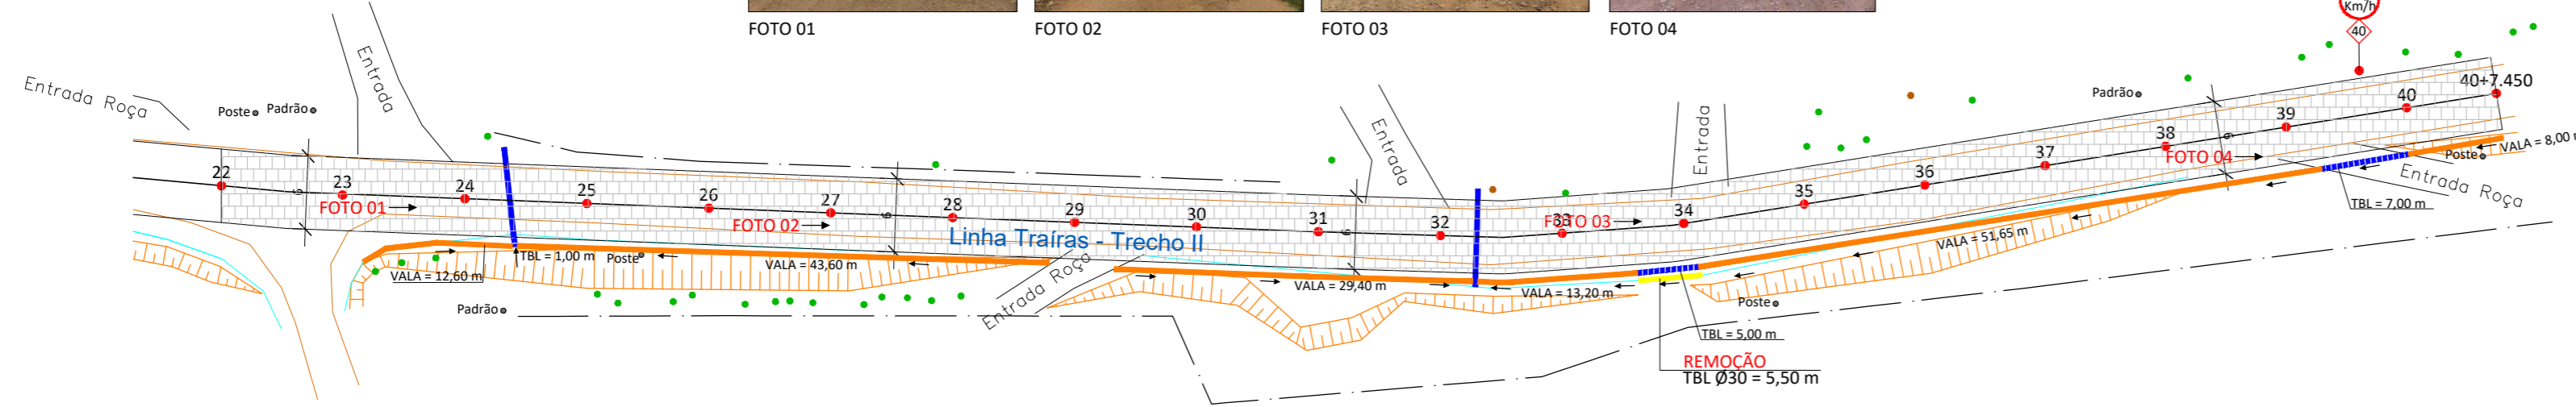 FOTO 01
FOTO 02
FOTO 03
FOTO 04
Km/h
40
Entrada Roça
Poste
Padrão
Entrada
Entrada
Entrada
Padrão
40+7.450
22
23
24
25
26
27
28
29
30
31
32
33
34
35
36
37
38
39
40
6
6
6
6
FOTO 01
FOTO 02
FOTO 03
FOTO 04
Linha Traíras - Trecho II
VALA = 12,60 m
TBL = 1,00 m
Poste
VALA = 43,60 m
Entrada Roça
VALA = 29,40 m
VALA = 13,20 m
VALA = 51,65 m
Poste
VALA = 8,00 m
Entrada Roça
TBL = 7,00 m
Padrão
Poste
TBL = 5,00 m
REMOÇÃO
TBL Ø30 = 5,50 m